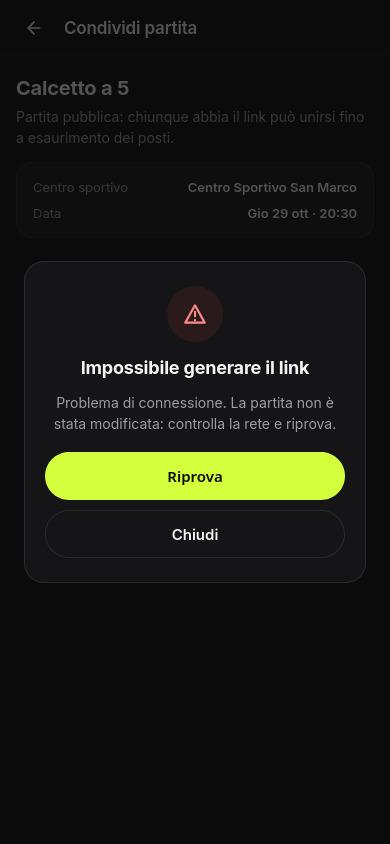 Condividi partita
Calcetto a 5
Partita pubblica: chiunque abbia il link può unirsi fino
a esaurimento dei posti.
Centro sportivo Centro Sportivo San Marco
Data Gio 29 ott · 20:30
Impossibile generare il link
Problema di connessione. La partita non è
stata modificata: controlla la rete e riprova.
Riprova
Chiudi